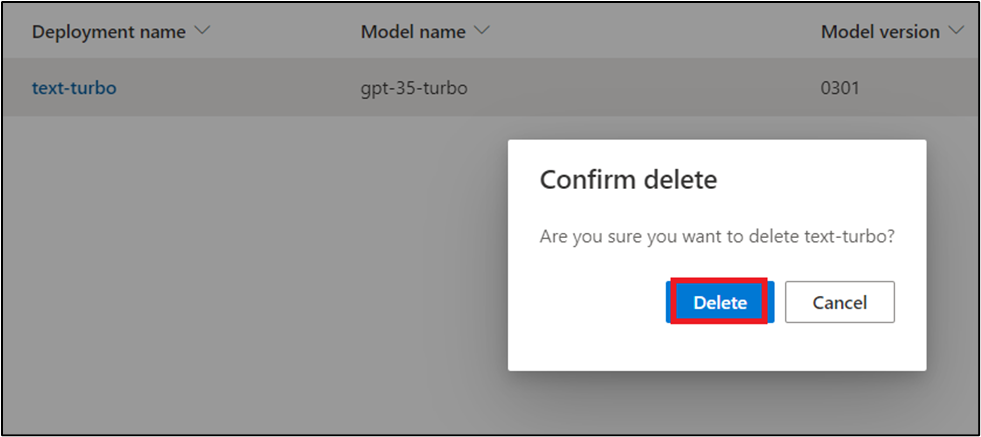 Deployment name Model name Model version
text-turbo gpt-35-turbo 0301
Confirm delete
Are you sure you want to delete text-turbo?
Delete Cancel